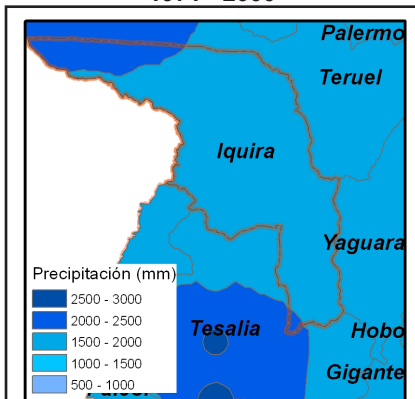 Palermo
Teruel
Iquira
Yaguara
Precipitación (mm)
2500 - 3000
2000 - 2500
1500 - 2000
1000 - 1500
500 - 1000
Tesalia
Hobo
Gigante